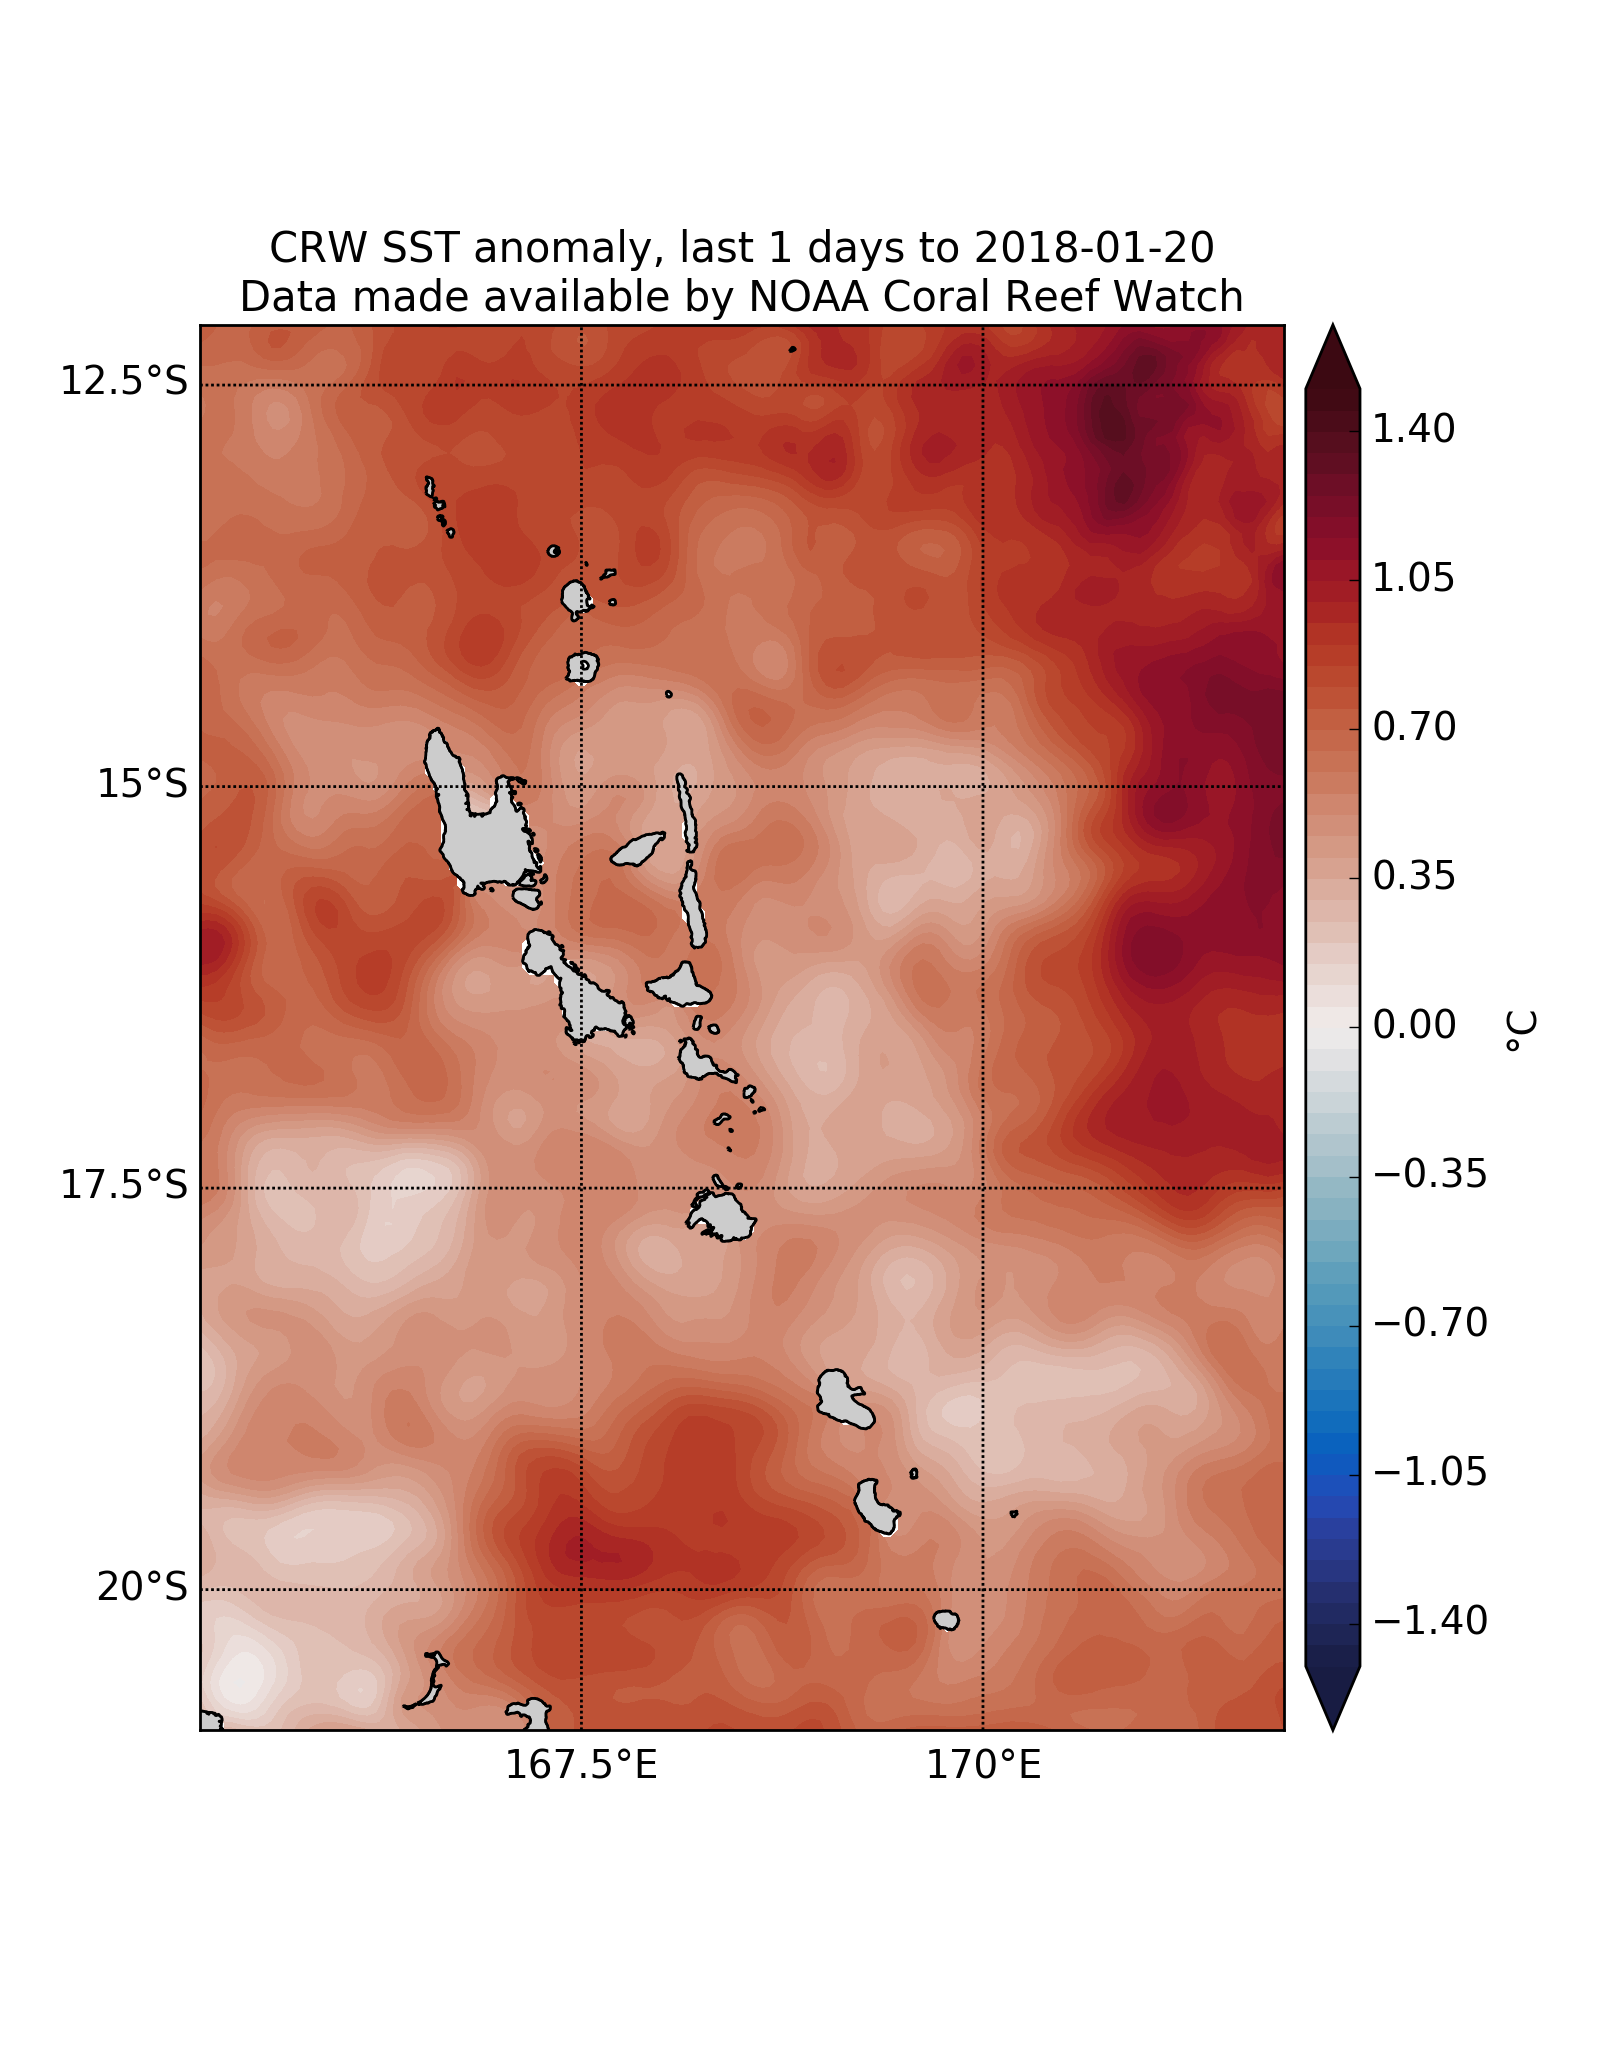 CRW SST anomaly, last 1 days to 2018-01-20
Data made available by NOAA Coral Reef Watch
12.5°S
15°S
17.5°S
20°S
167.5°E
170°E
1.40
1.05
0.70
0.35
0.00
−0.35
−0.70
−1.05
−1.40
°C